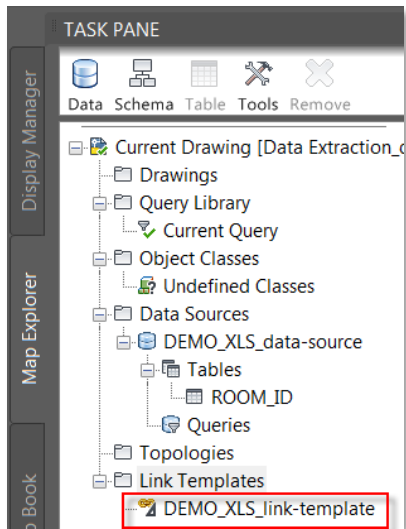 TASK PANE
Data Schema Table Tools Remove
Display Manager
Current Drawing [Data Extraction_
Drawings
Query Library
Current Query
Object Classes
Undefined Classes
Map Explorer
Data Sources
DEMO_XLS_data-source
Tables
ROOM_ID
Queries
Topologies
Link Templates
DEMO_XLS_link-template
Book